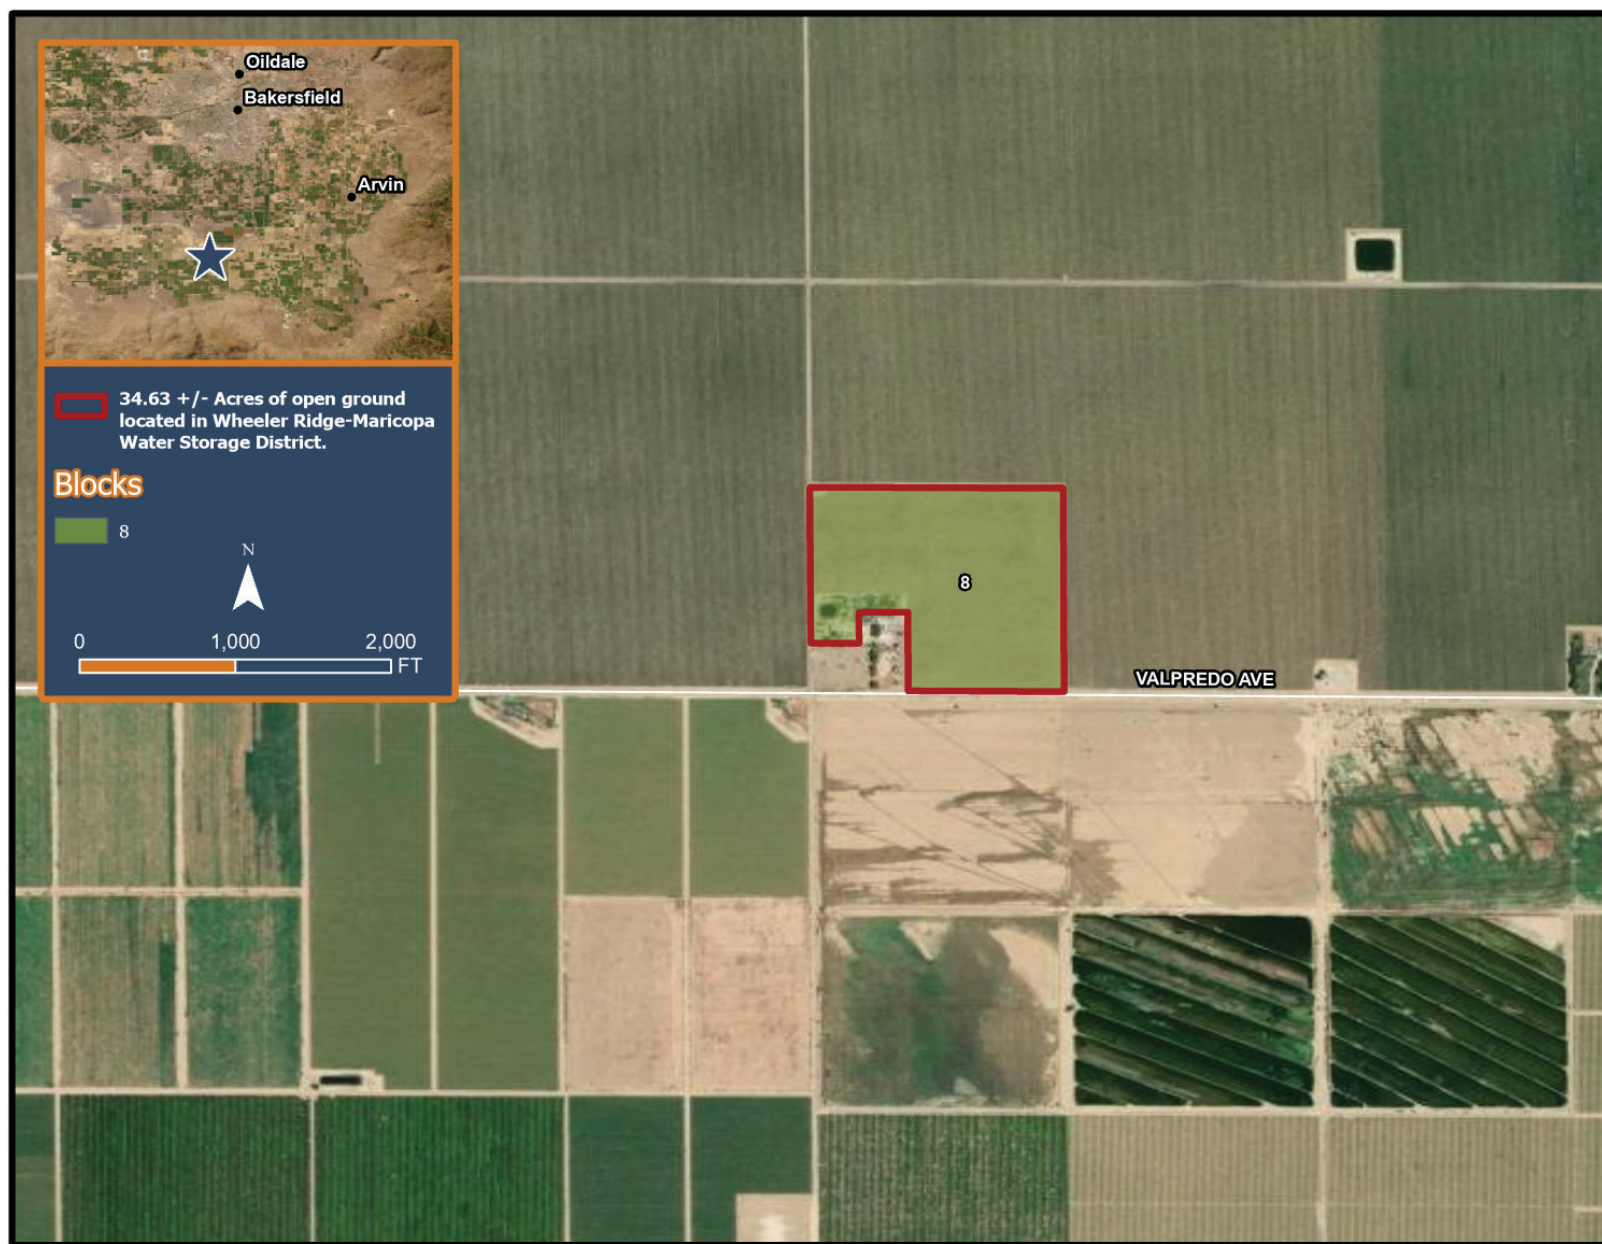 Oildale
Bakersfield
Arvin
34.63 +/- Acres of open ground
located in Wheeler Ridge-Maricopa
Water Storage District.
Blocks
8
N
0 1,000 2,000
FT
8
VALPREDO AVE